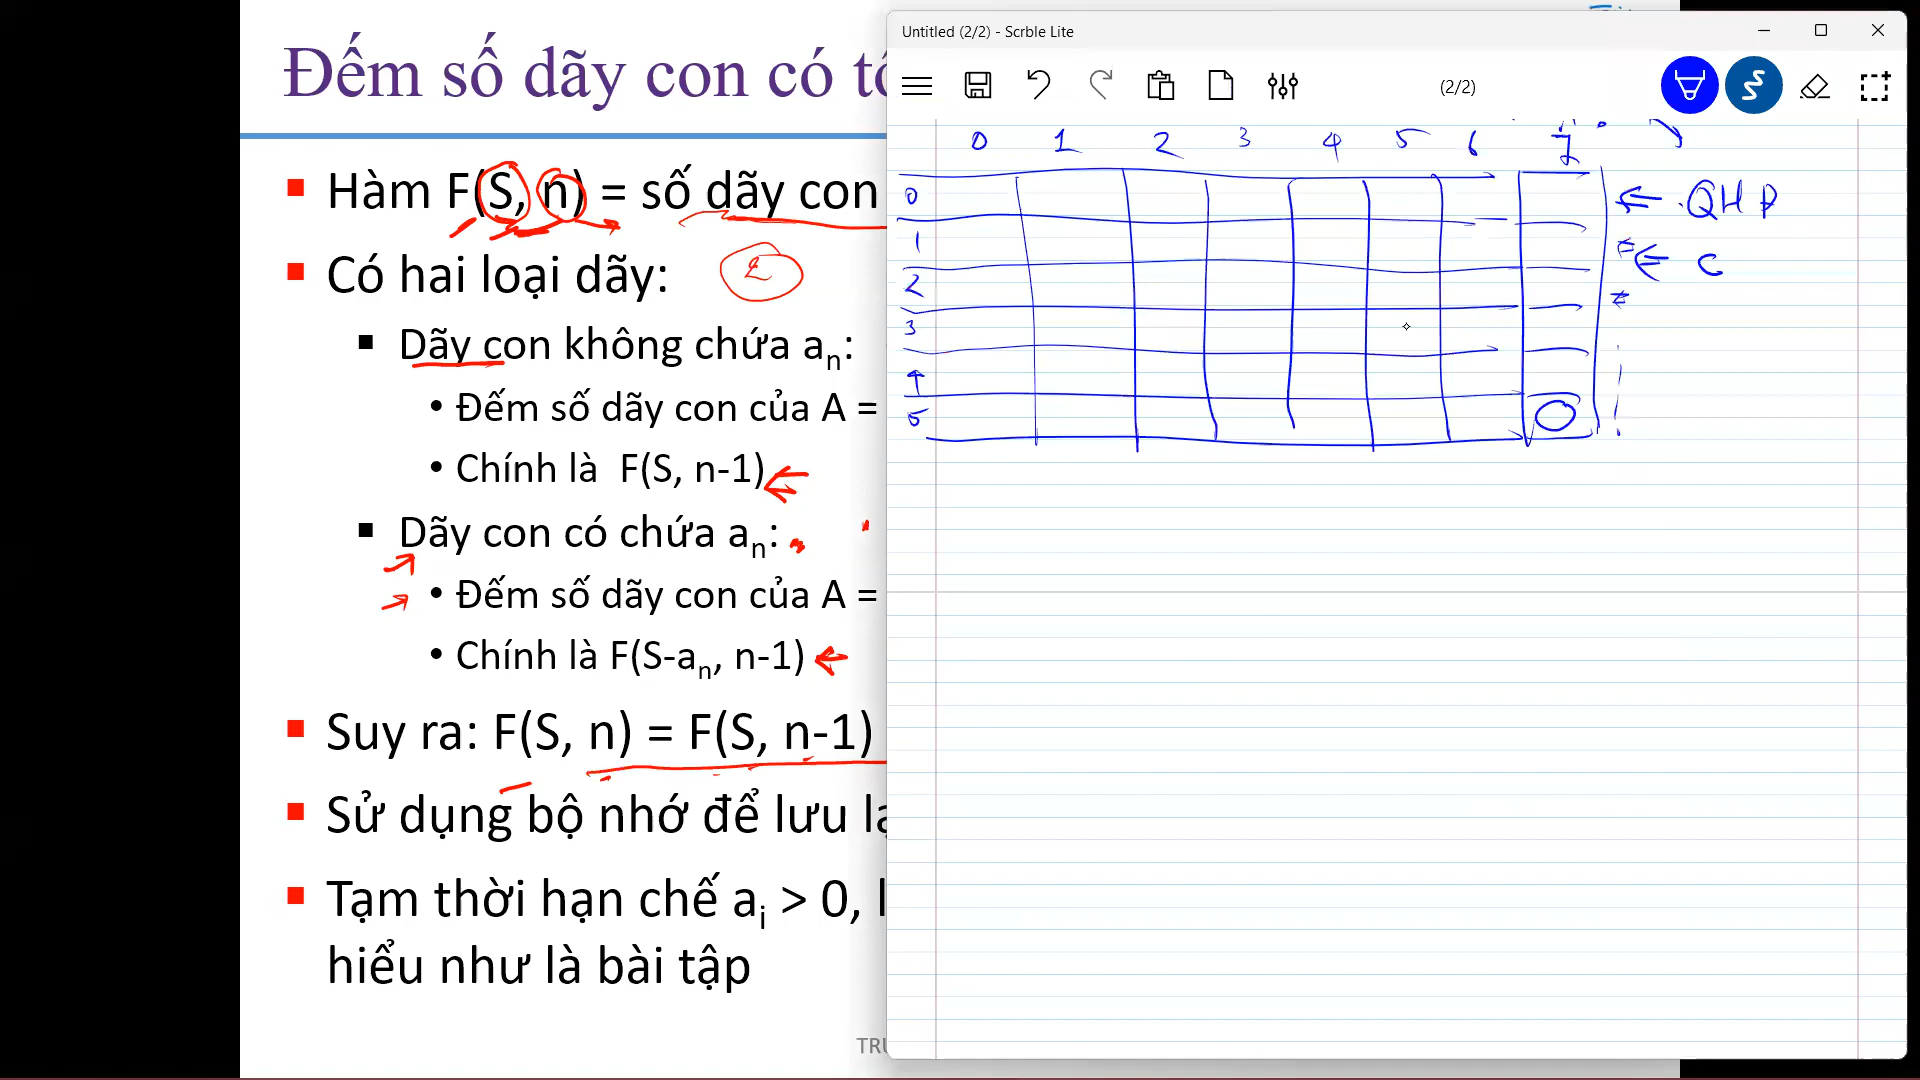 Đếm số dãy con có tổ
Hàm F(S, n) = số dãy con
Có hai loại dãy:
Dãy con không chứa an:
• Đếm số dãy con của A =
• Chính là F(S, n-1)
Dãy con có chứa an:
• Đếm số dãy con của A =
• Chính là F(S-an, n-1)
Suy ra: F(S, n) = F(S, n-1)
Sử dụng bộ nhớ để lưu lạ
Tạm thời hạn chế ai > 0, l
hiểu như là bài tập
TRƯ
Untitled (2/2) - Scrble Lite
(2/2)
0 1 2 3 4 5 6 7
0
1
2
3
4
5
QHĐ
C